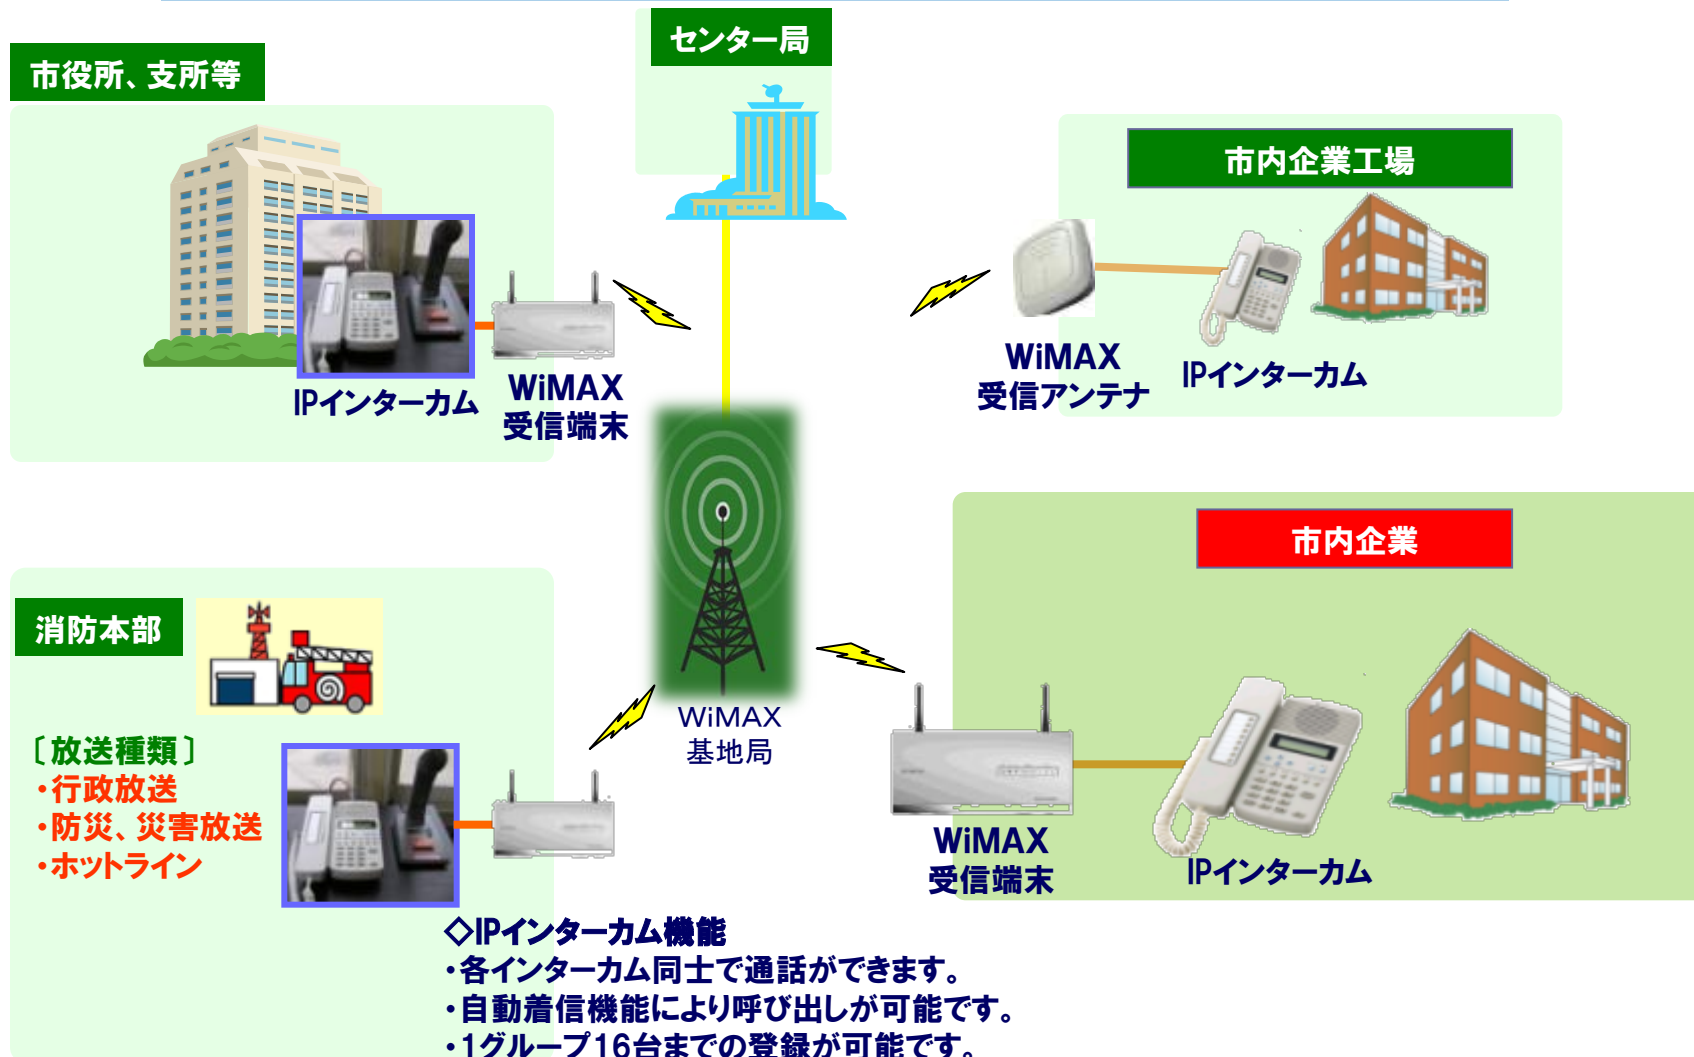 センター局
市役所、支所等
市内企業工場
IPインターカム
WiMAX
受信端末
WiMAX
受信アンテナ
IPインターカム
市内企業
消防本部
WiMAX
基地局
〔放送種類〕
・行政放送
・防災、災害放送
・ホットライン
WiMAX
受信端末
IPインターカム
◇IPインターカム機能
・各インターカム同士で通話ができます。
・自動着信機能により呼び出しが可能です。
・1グループ16台までの登録が可能です。